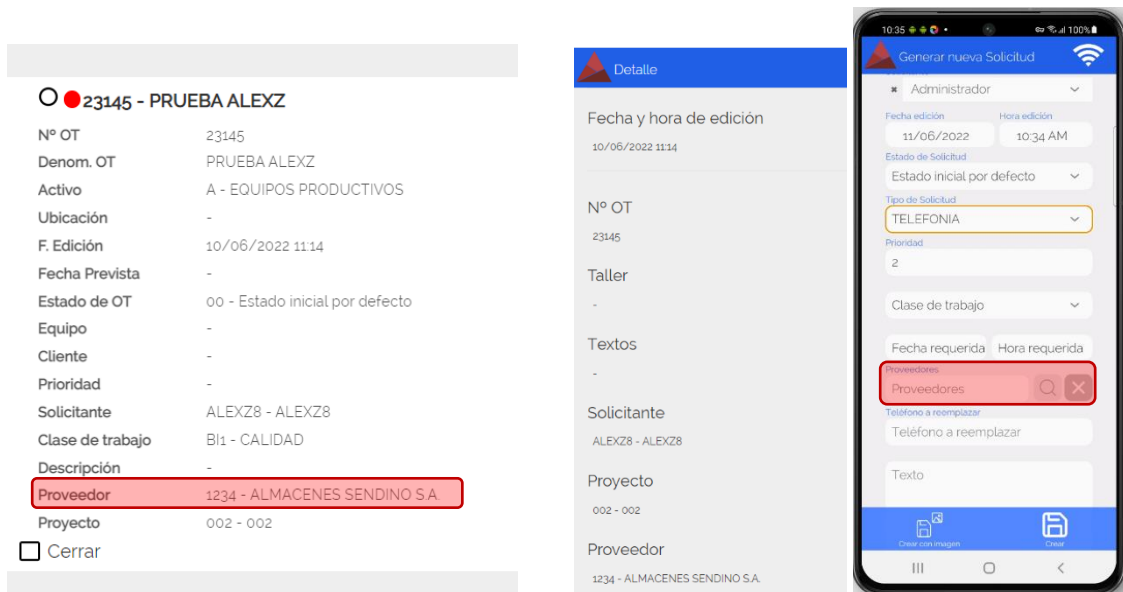 23145 - PRUEBA ALEXZ
Nº OT 23145
Denom. OT PRUEBA ALEXZ
Activo A - EQUIPOS PRODUCTIVOS
Ubicación -
F. Edición 10/06/2022 11:14
Fecha Prevista -
Estado de OT 00 - Estado inicial por defecto
Equipo -
Cliente -
Prioridad -
Solicitante ALEXZ8 - ALEXZ8
Clase de trabajo BI1 - CALIDAD
Descripción -
Proveedor 1234 - ALMACENES SENDINO S.A.
Proyecto 002 - 002
Cerrar
Detalle
Fecha y hora de edición
10/06/2022 11:14
Nº OT
23145
Taller
-
Textos
-
Solicitante
ALEXZ8 - ALEXZ8
Proyecto
002 - 002
Proveedor
1234 - ALMACENES SENDINO S.A.
10:35 100%
Generar nueva Solicitud
Administrador
Fecha edición Hora edición
11/06/2022 10:34 AM
Estado de Solicitud
Estado inicial por defecto
Tipo de Solicitud
TELEFONIA
Prioridad
2
Clase de trabajo
Fecha requerida Hora requerida
Proveedores
Proveedores
Teléfono a reemplazar
Teléfono a reemplazar
Texto
Crear con imagen Crear